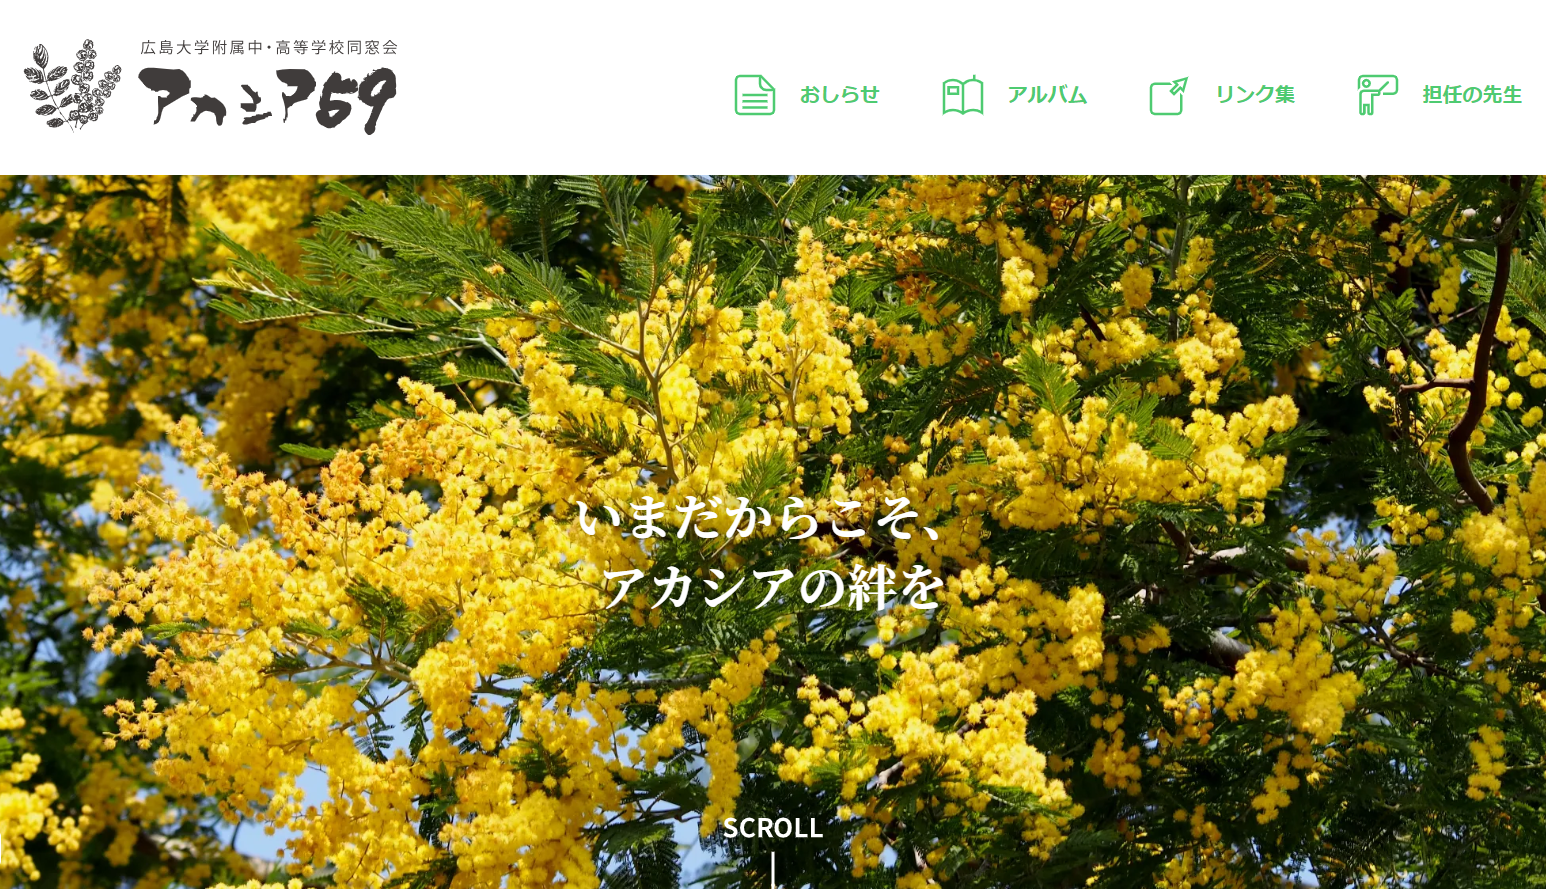 広島大学附属中・高等学校同窓会
アカシア59
おしらせ
アルバム
リンク集
担任の先生
いまだからこそ、
アカシアの絆を
SCROLL